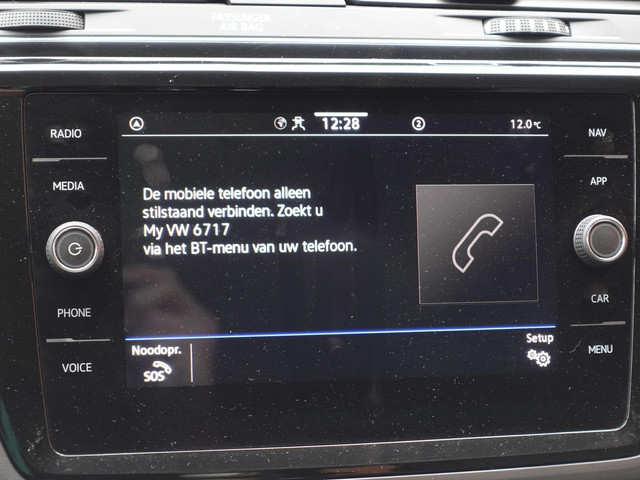 PASSENGER
AIR BAG
RADIO
MEDIA
PHONE
VOICE
12:28
2
12.0°C
De mobiele telefoon alleen
stilstaand verbinden. Zoekt u
My VW 6717
via het BT-menu van uw telefoon.
Noodopr.
SOS
Setup
NAV
APP
CAR
MENU